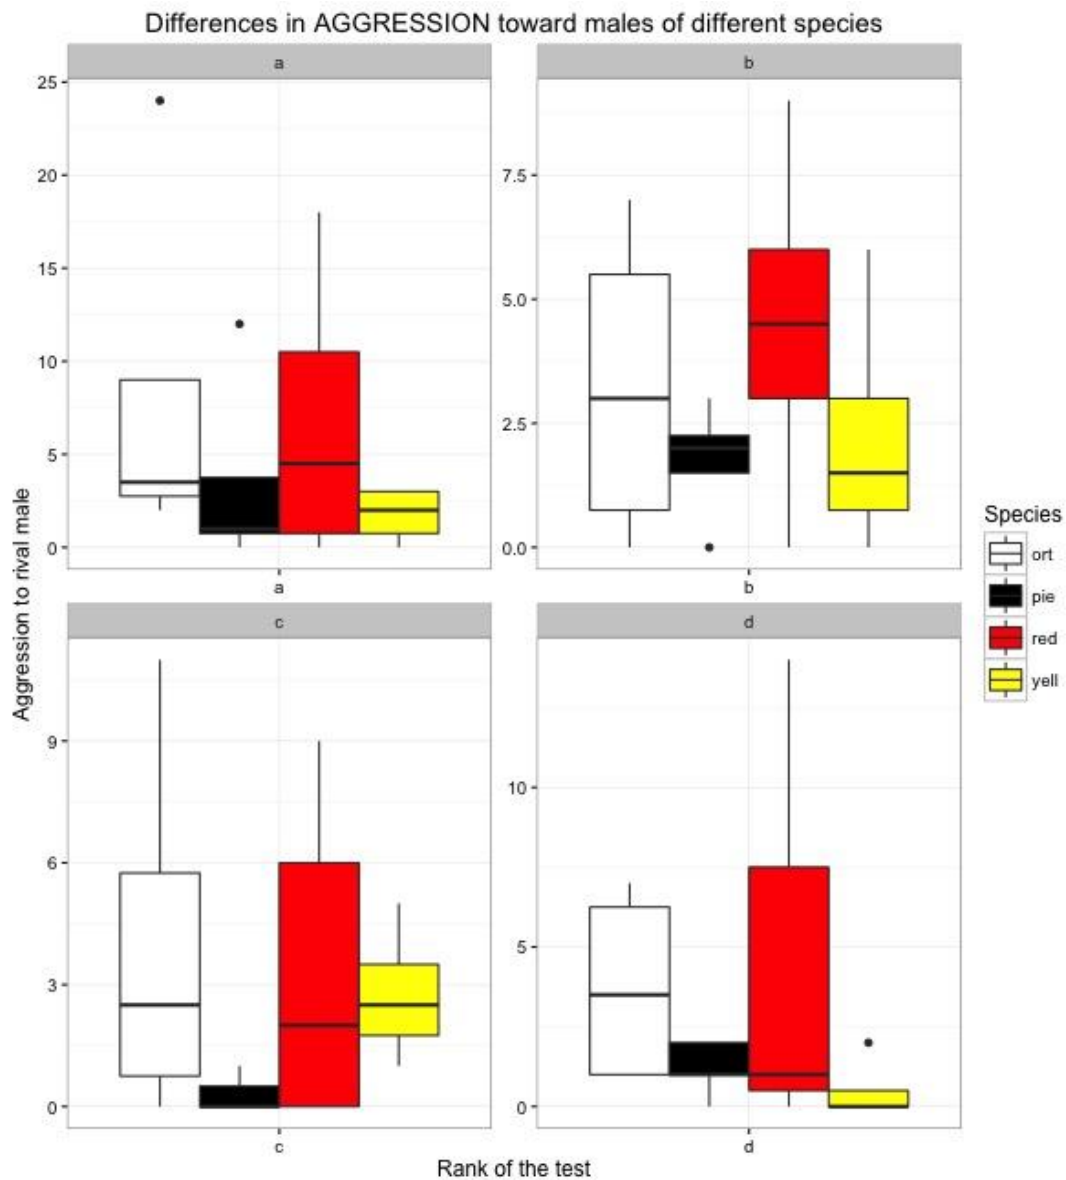 Differences in AGGRESSION toward males of different species
a
25
20
15
10
5
0
a
b
7.5
5.0
2.5
0.0
b
c
9
6
3
0
c
d
10
5
0
d
Aggression to rival male
Rank of the test
Species
ort
pie
red
yell